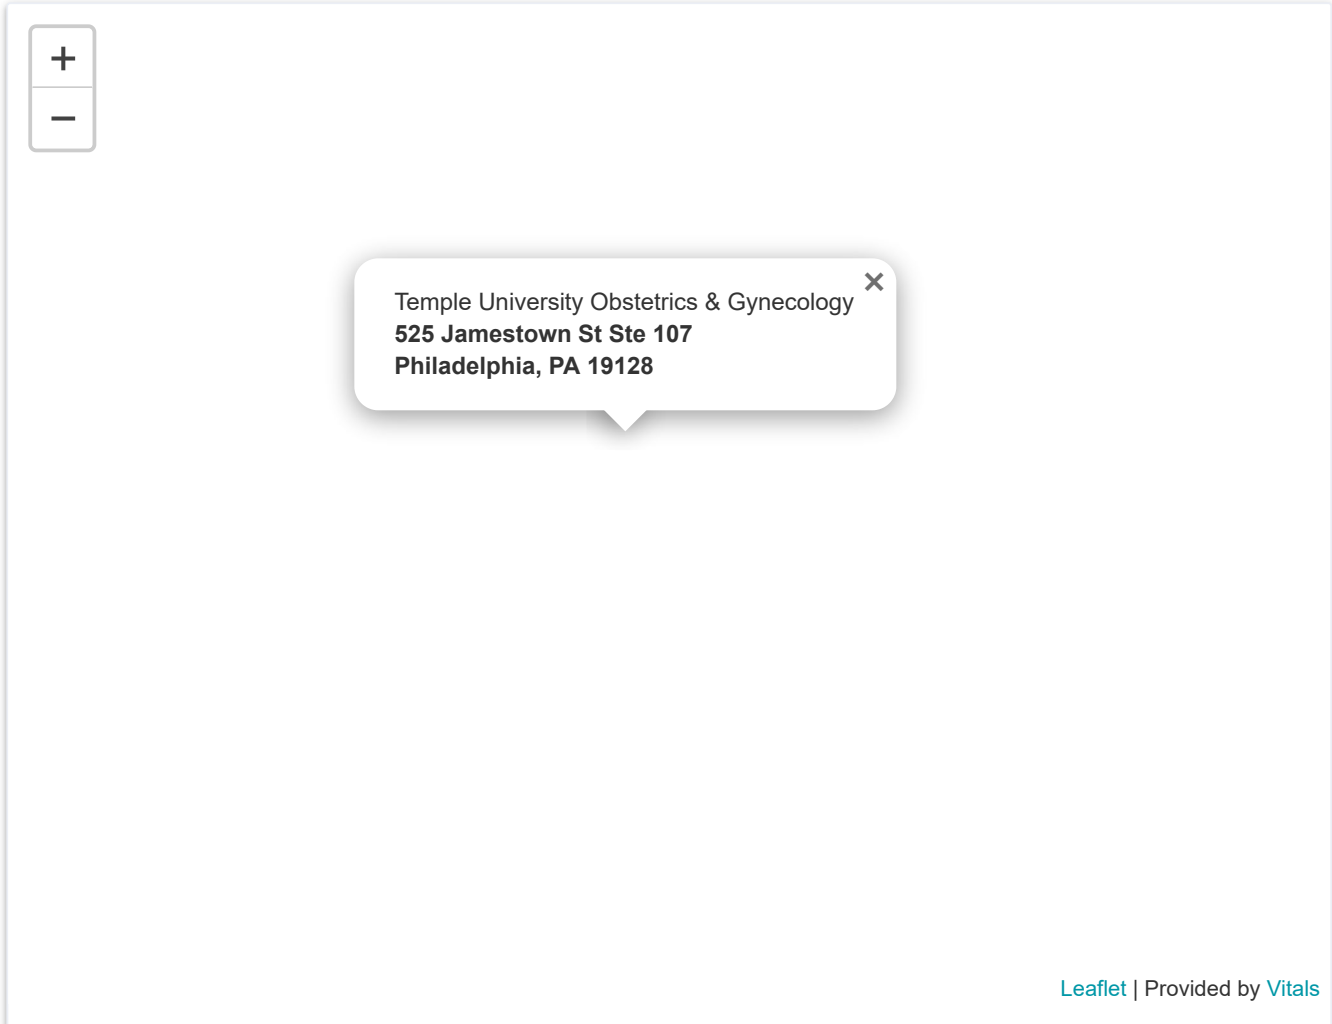 +
−
×
Temple University Obstetrics & Gynecology
525 Jamestown St Ste 107
Philadelphia, PA 19128
Leaflet | Provided by Vitals